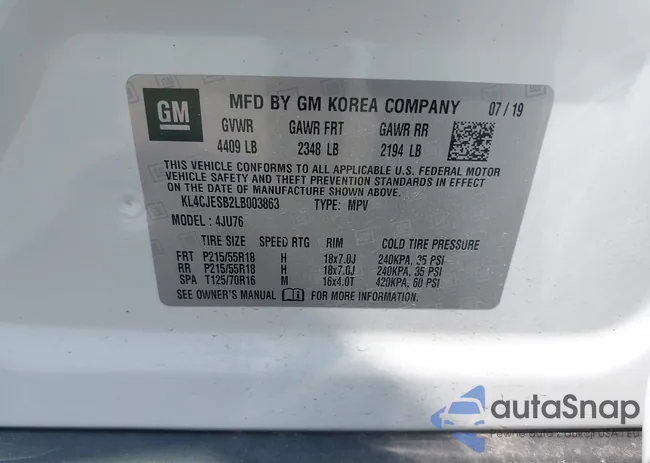 GM
MFD BY GM KOREA COMPANY 07/19
GVWR GAWR FRT GAWR RR
4409 LB 2348 LB 2194 LB
THIS VEHICLE CONFORMS TO ALL APPLICABLE U.S. FEDERAL MOTOR
VEHICLE SAFETY AND THEFT PREVENTION STANDARDS IN EFFECT ON
THE DATE OF MANUFACTURE SHOWN ABOVE.
KL4CJESB2LB003863 TYPE: MPV
MODEL: 4JU76
TIRE SIZE SPEED RTG RIM COLD TIRE PRESSURE
FRT P215/55R18 H 18x7.0J 240KPA, 35 PSI
RR P215/55R18 H 18x7.0J 240KPA, 35 PSI
SPA T125/70R16 M 16x4.0T 420KPA, 60 PSI
SEE OWNER'S MANUAL FOR MORE INFORMATION.
autoSnap